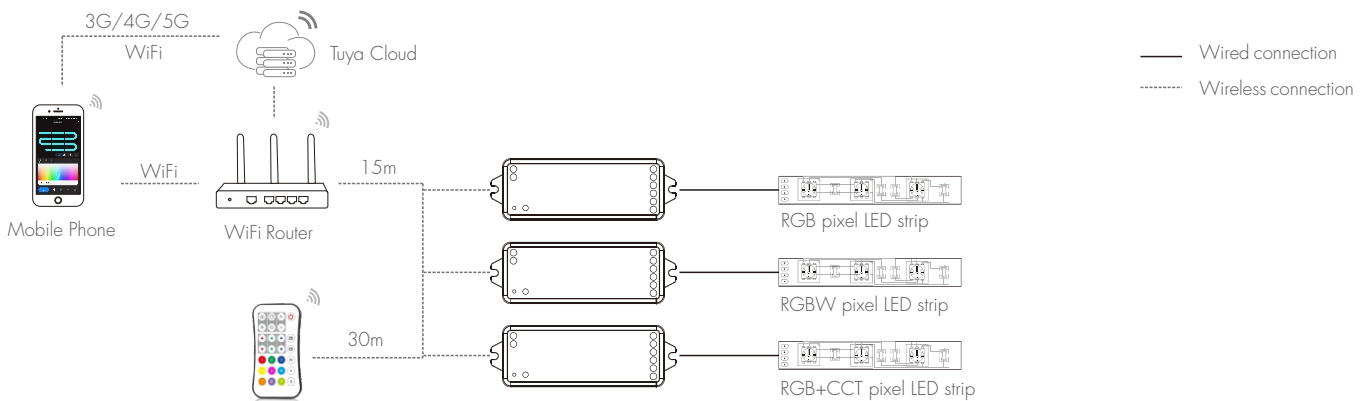 3G/4G/5G
WiFi
Tuya Cloud
Wired connection
Wireless connection
WiFi
15m
Mobile Phone
WiFi Router
RGB pixel LED strip
RGBW pixel LED strip
30m
RGB+CCT pixel LED strip